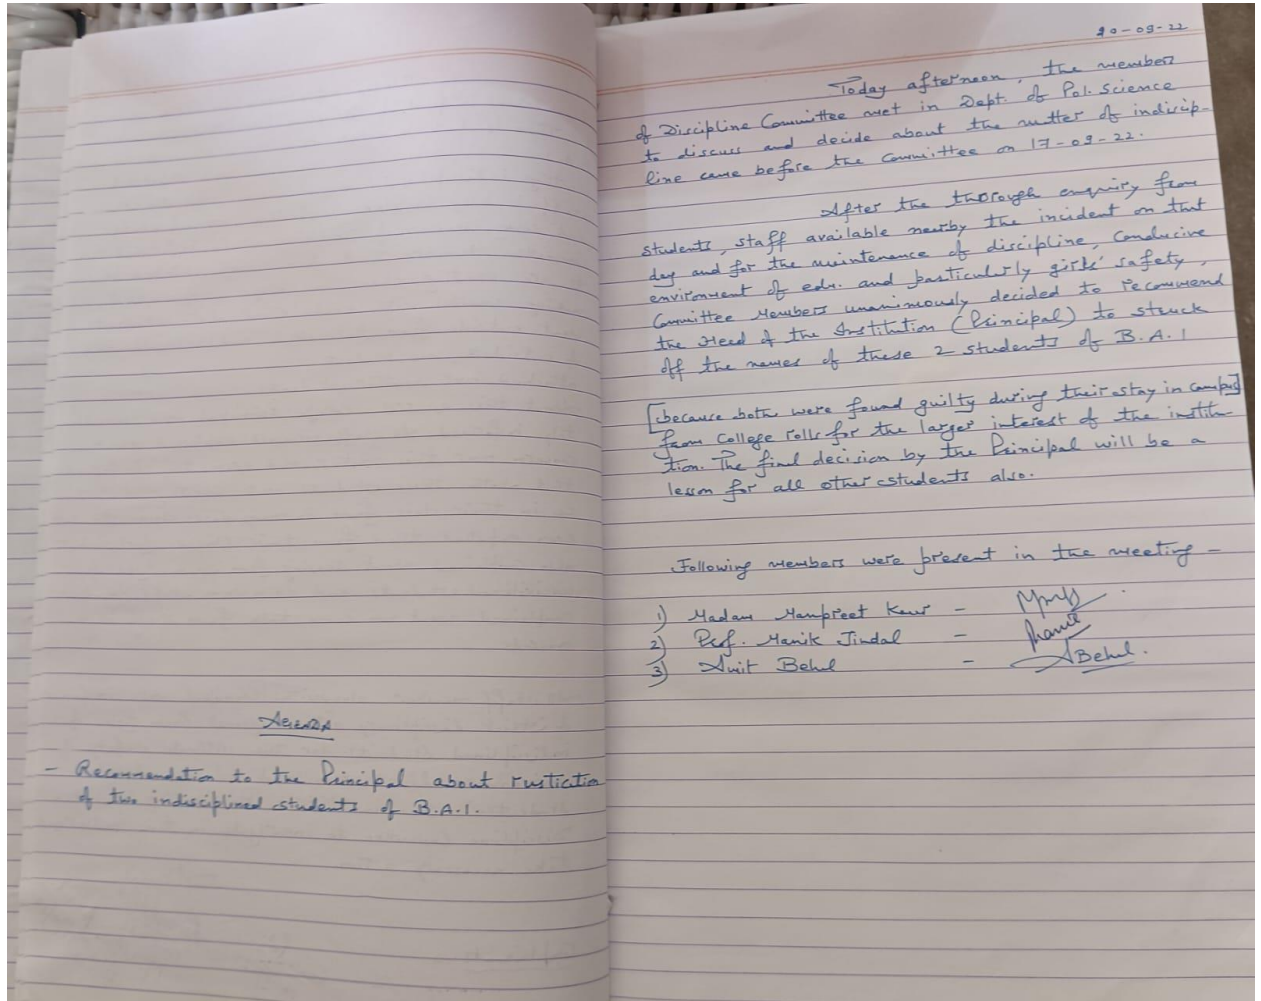 AGENDA
- Recommendation to the Principal about rustication
of two indisciplined students of B.A.I.
20-09-22
Today afternoon, the members
of Discipline Committee met in Dept. of Pol. Science
to discuss and decide about the matter of indiscip-
line came before the Committee on 17-09-22.
After the thorough enquiry from
students, staff available nearby the incident on that
day and for the maintenance of discipline, conducive
environment of edu. and particularly girls' safety,
Committee Members unanimously decided to recommend
the Head of the Institution (Principal) to struck
off the names of these 2 students of B.A.I
[because both were found guilty during their stay in campus]
from College rolls for the larger interest of the institu-
tion. The final decision by the Principal will be a
lesson for all other students also.
Following members were present in the meeting -
1) Madam Manpreet Kaur -
2) Prof. Manik Jindal - Manik
3) Amit Behal - ABehal.